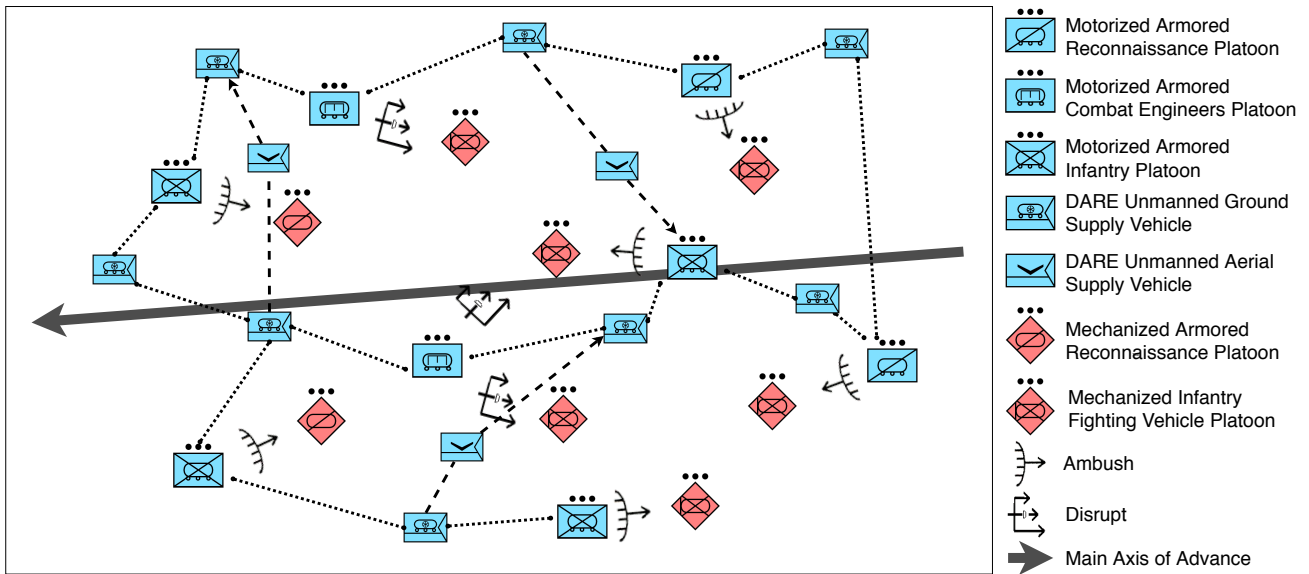 Motorized Armored
Reconnaissance Platoon
Motorized Armored
Combat Engineers Platoon
Motorized Armored
Infantry Platoon
DARE Unmanned Ground
Supply Vehicle
DARE Unmanned Aerial
Supply Vehicle
Mechanized Armored
Reconnaissance Platoon
Mechanized Infantry
Fighting Vehicle Platoon
Ambush
Disrupt
Main Axis of Advance